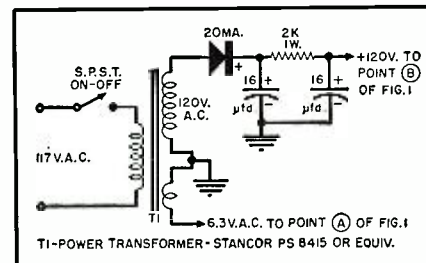 20MA.
2K
1W.
+120V. TO
POINT B
OF FIG.1
S.P.S.T.
ON-OFF
16 +
-
µfd
16 +
-
µfd
+
120V.
A.C.
117V.A.C.
T1
6.3V.A.C. TO POINT A OF FIG.1
T1-POWER TRANSFORMER-STANCOR PS 8415 OR EQUIV.